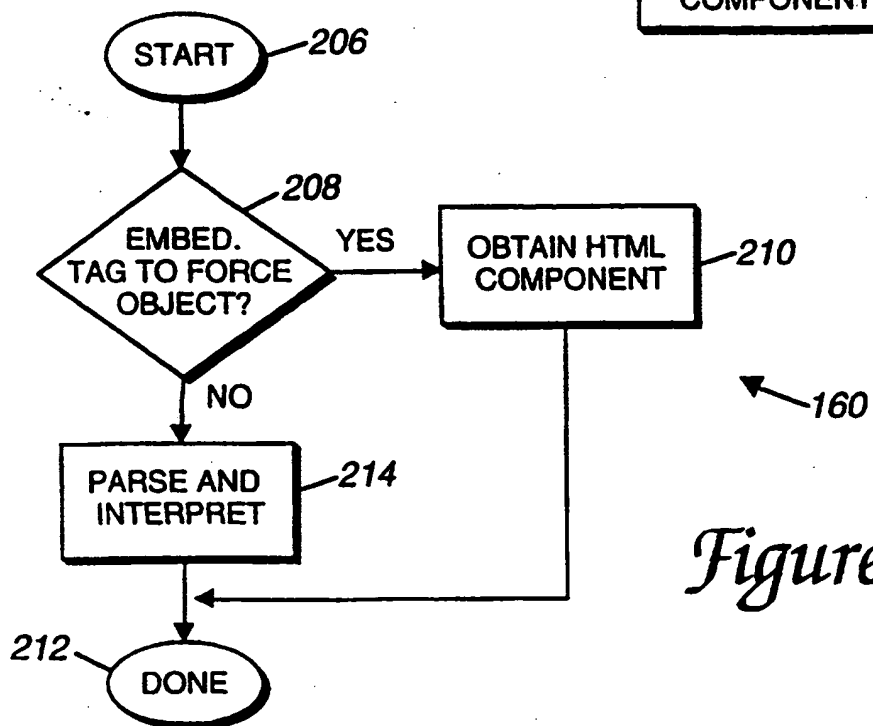 COMPONENT
START
206
208
EMBED.
TAG TO FORCE
OBJECT?
YES
OBTAIN HTML
COMPONENT
210
NO
160
PARSE AND
INTERPRET
214
Figure
212
DONE